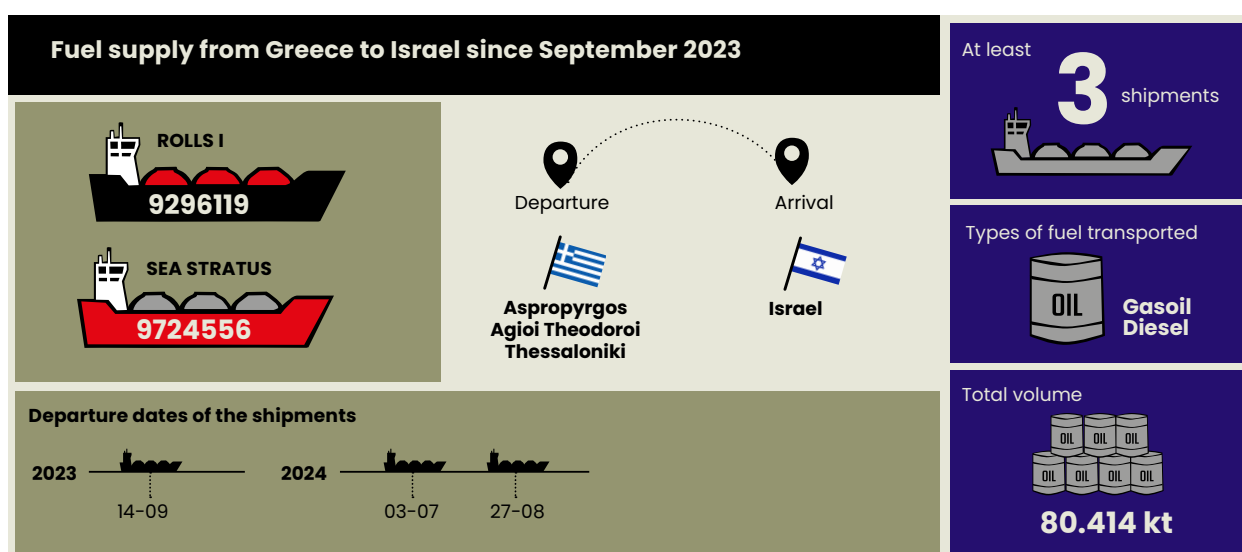 Fuel supply from Greece to Israel since September 2023
ROLLS I
9296119
SEA STRATUS
9724556
Departure
Arrival
Aspropyrgos
Agioi Theodoroi
Thessaloniki
Israel
Departure dates of the shipments
2023
14-09
2024
03-07
27-08
At least
3
shipments
Types of fuel transported
OIL
Gasoil
Diesel
Total volume
OIL OIL OIL
OIL OIL OIL OIL
80.414 kt